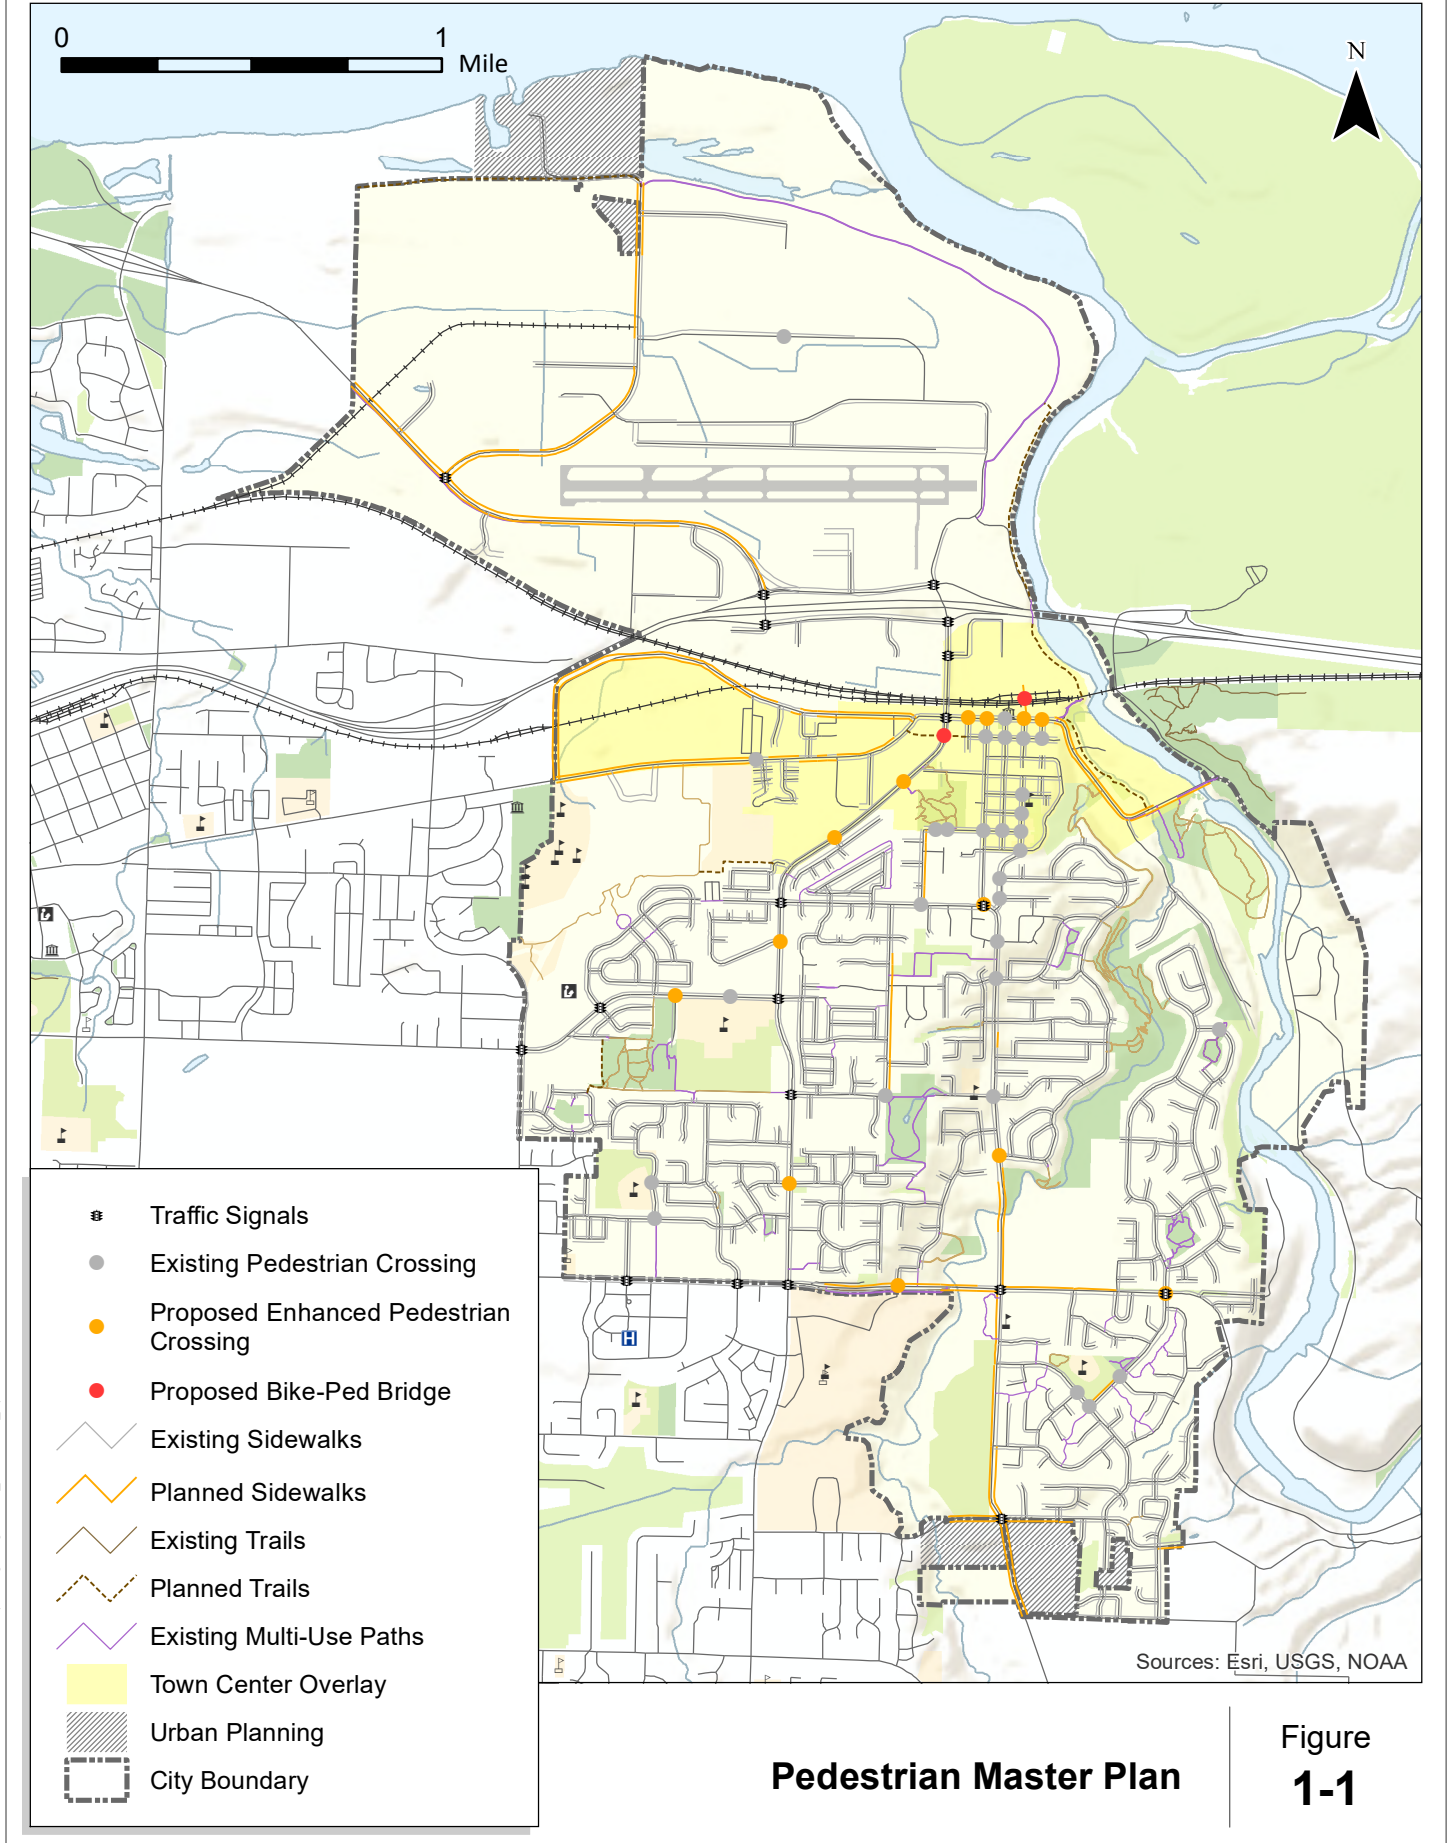 0 1
Mile
N
Traffic Signals
Existing Pedestrian Crossing
Proposed Enhanced Pedestrian
Crossing
Proposed Bike-Ped Bridge
Existing Sidewalks
Planned Sidewalks
Existing Trails
Planned Trails
Existing Multi-Use Paths
Town Center Overlay
Urban Planning
City Boundary
H
Sources: Esri, USGS, NOAA
Pedestrian Master Plan
Figure
1-1